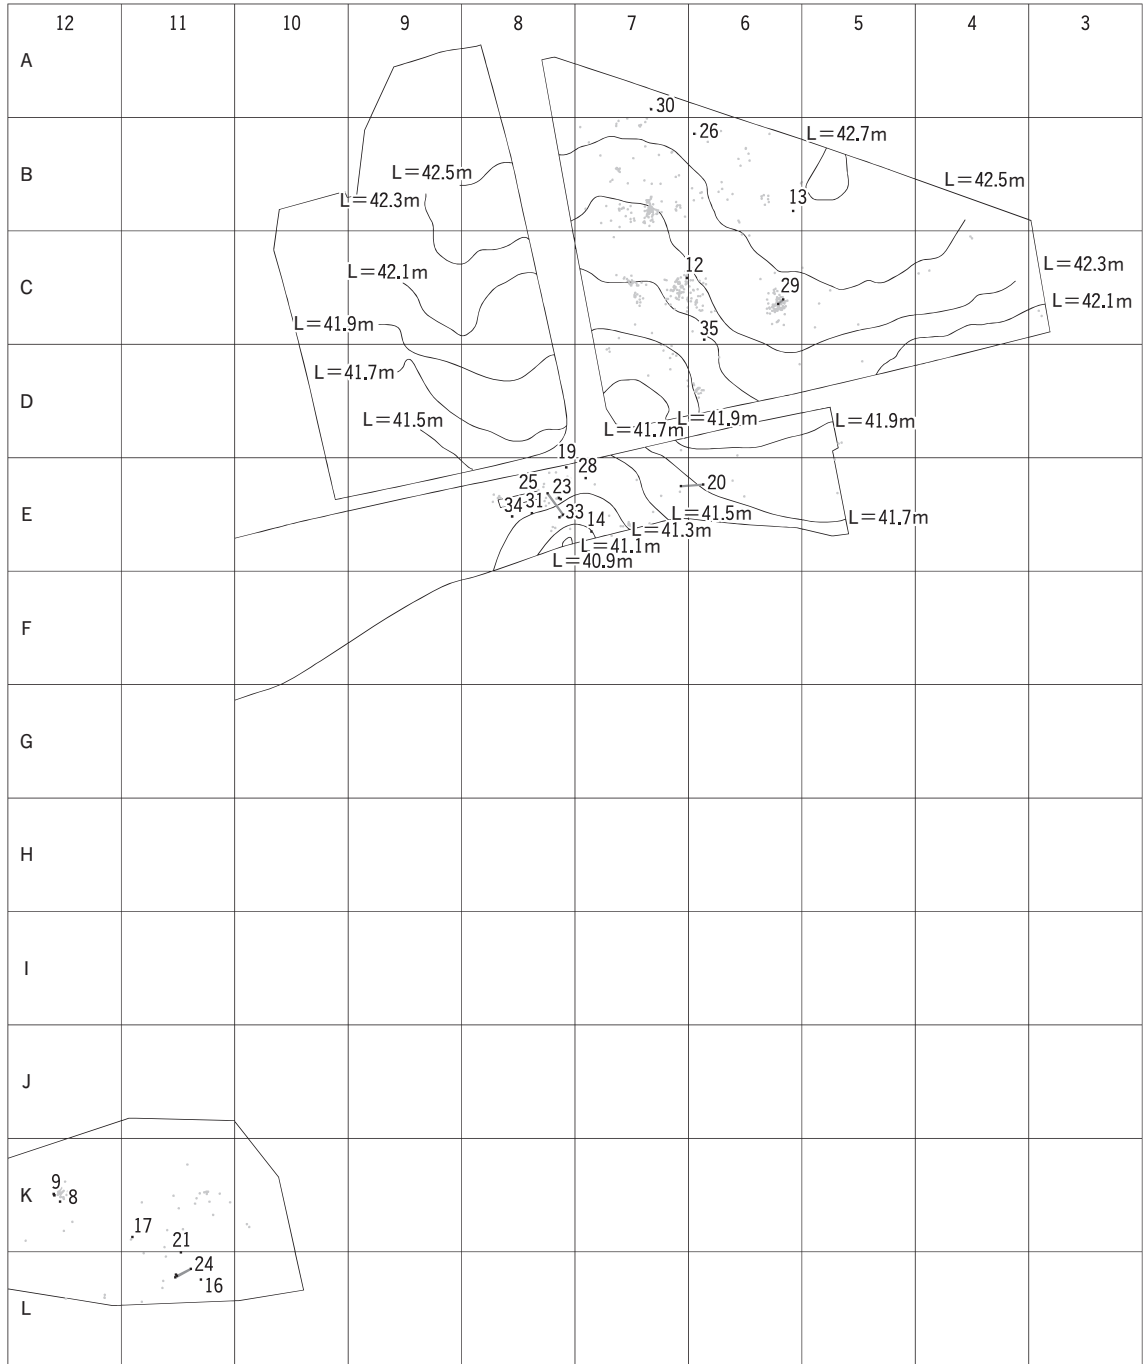 12 11 10 9 8 7 6 5 4 3
A
30
26
L=42.7m
B
L=42.5m
L=42.5m
L=42.3m
13
C
L=42.1m
12
L=42.3m
29
L=42.1m
L=41.9m
35
L=41.7m
D
L=41.5m
L=41.9m
L=41.7m
L=41.9m
19
28
25 23
20
34 31
E
33
14
L=41.5m
L=41.7m
L=41.3m
L=41.1m
L=40.9m
F
G
H
I
J
9
K
8
17
21
24
16
L